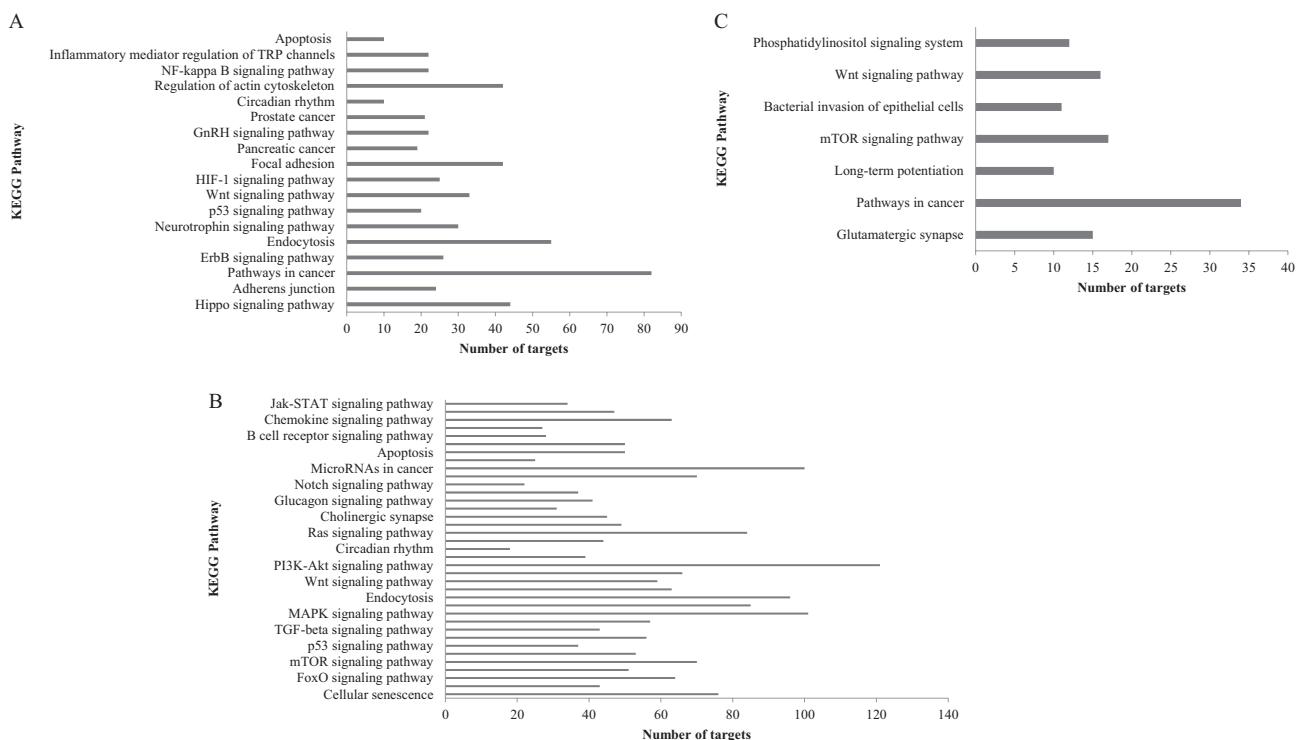 A
Apoptosis
Inflammatory mediator regulation of TRP channels
NF-kappa B signaling pathway
Regulation of actin cytoskeleton
Circadian rhythm
Prostate cancer
GnRH signaling pathway
Pancreatic cancer
Focal adhesion
HIF-1 signaling pathway
Wnt signaling pathway
p53 signaling pathway
Neurotrophin signaling pathway
Endocytosis
ErbB signaling pathway
Pathways in cancer
Adherens junction
Hippo signaling pathway
KEGG Pathway
0 10 20 30 40 50 60 70 80 90
Number of targets
C
Phosphatidylinositol signaling system
Wnt signaling pathway
Bacterial invasion of epithelial cells
mTOR signaling pathway
Long-term potentiation
Pathways in cancer
Glutamatergic synapse
KEGG Pathway
0 5 10 15 20 25 30 34 40
Number of targets
B
Jak-STAT signaling pathway
Chemokine signaling pathway
B cell receptor signaling pathway
Apoptosis
MicroRNAs in cancer
Notch signaling pathway
Glucagon signaling pathway
Cholinergic synapse
Ras signaling pathway
Circadian rhythm
PI3K-Akt signaling pathway
Wnt signaling pathway
Endocytosis
MAPK signaling pathway
TGF-beta signaling pathway
p53 signaling pathway
mTOR signaling pathway
FoxO signaling pathway
Cellular senescence
KEGG Pathway
0 20 40 60 80 100 120 140
Number of targets